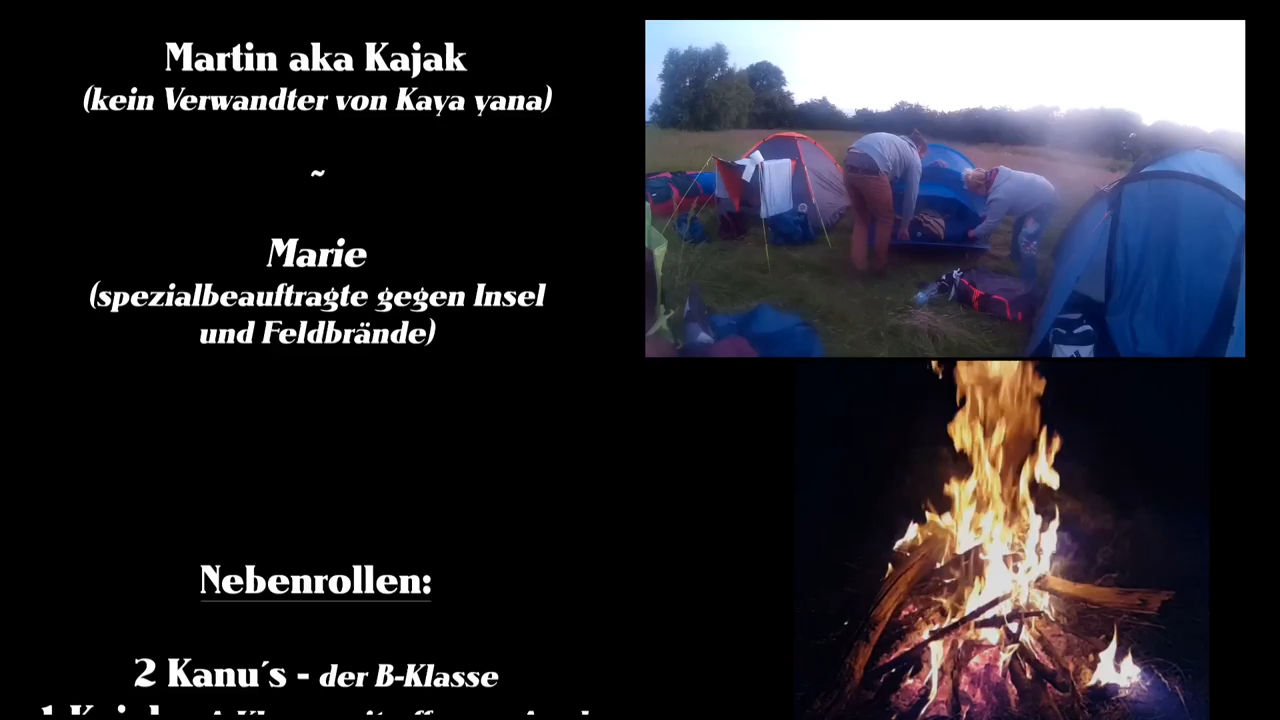 Martin aka Kajak
(kein Verwandter von Kaya yana)
~
Marie
(spezialbeauftragte gegen Insel
und Feldbrände)
Nebenrollen:
2 Kanu´s - der B-Klasse